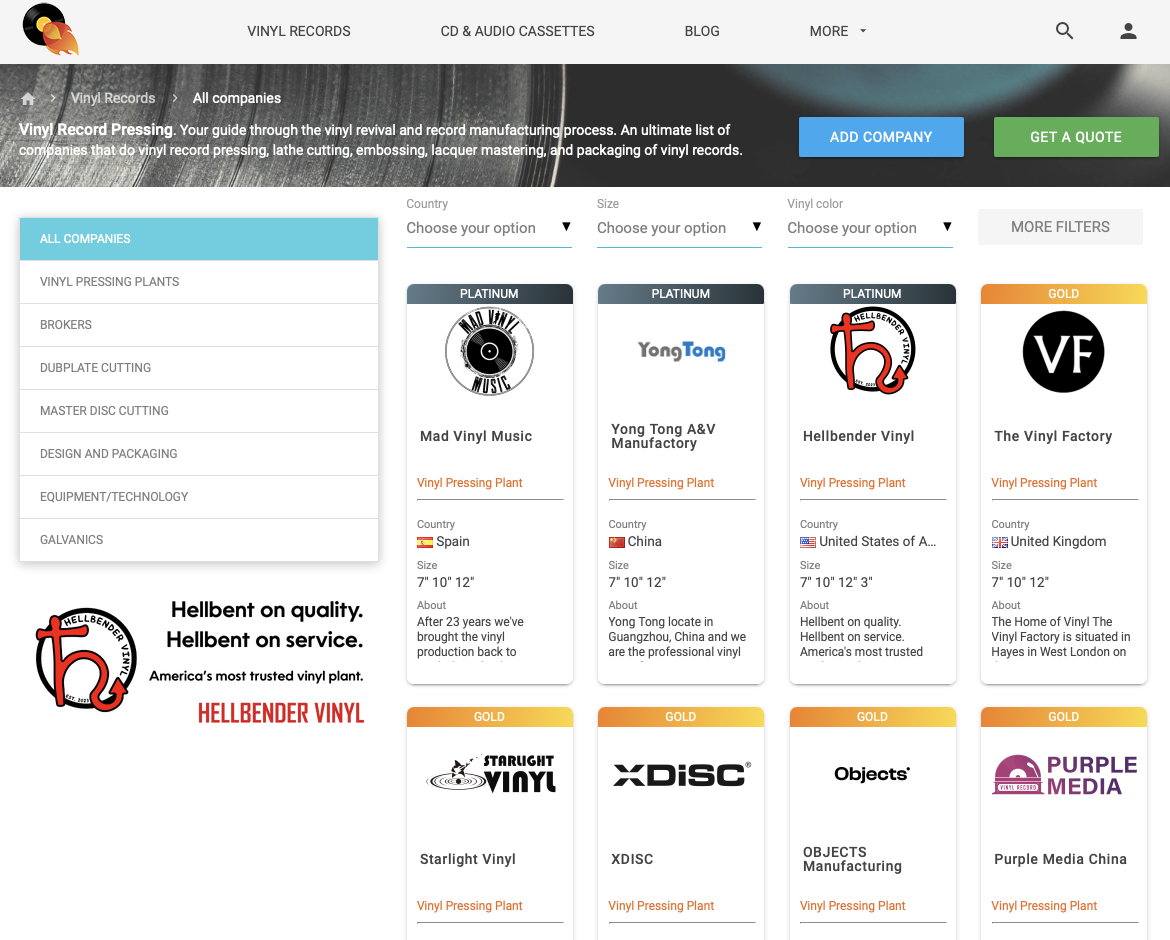 VINYL RECORDS
CD & AUDIO CASSETTES
BLOG
MORE
Vinyl Records
All companies
Vinyl Record Pressing. Your guide through the vinyl revival and record manufacturing process. An ultimate list of
companies that do vinyl record pressing, lathe cutting, embossing, lacquer mastering, and packaging of vinyl records.
ADD COMPANY
GET A QUOTE
ALL COMPANIES
VINYL PRESSING PLANTS
BROKERS
DUBPLATE CUTTING
MASTER DISC CUTTING
DESIGN AND PACKAGING
EQUIPMENT/TECHNOLOGY
GALVANICS
HELLBENDER VINYL
EST. 2021
Hellbent on quality.
Hellbent on service.
America's most trusted vinyl plant.
HELLBENDER VINYL
Country
Choose your option
Size
Choose your option
Vinyl color
Choose your option
MORE FILTERS
PLATINUM
MAD VINYL
MUSIC
Mad Vinyl Music
Vinyl Pressing Plant
Country
Spain
Size
7" 10" 12"
About
After 23 years we've
brought the vinyl
production back to
PLATINUM
YongTong
Yong Tong A&V
Manufactory
Vinyl Pressing Plant
Country
China
Size
7" 10" 12"
About
Yong Tong locate in
Guangzhou, China and we
are the professional vinyl
PLATINUM
HELLBENDER VINYL
EST. 2021
Hellbender Vinyl
Vinyl Pressing Plant
Country
United States of A...
Size
7" 10" 12" 3"
About
Hellbent on quality.
Hellbent on service.
America's most trusted
GOLD
VF
The Vinyl Factory
Vinyl Pressing Plant
Country
United Kingdom
Size
7" 10" 12"
About
The Home of Vinyl The
Vinyl Factory is situated in
Hayes in West London on
GOLD
STARLIGHT
VINYL
Starlight Vinyl
Vinyl Pressing Plant
GOLD
XDISC®
XDISC
Vinyl Pressing Plant
GOLD
Objects
OBJECTS
Manufacturing
Vinyl Pressing Plant
GOLD
VINYL RECORD
PURPLE
MEDIA
Purple Media China
Vinyl Pressing Plant